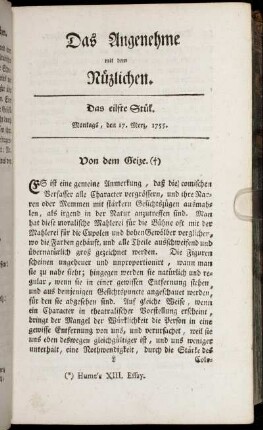 Das Angenehme
mit dem
Nüzlichen.
Das eilfte Stük.
Montags, den 17. Merz, 1755.
Von dem Geize. (†)
ES ist eine gemeine Anmerkung, daß die comischen
Verfasser alle Character vergrössern, und ihre Nar-
ren oder Memmen mit stärkern Gesichtszügen ausmah-
len, als irgend in der Natur anzutreffen sind. Man
hat diese moralische Mahlerei für die Bühne oft mit der
Mahlerei für die Cupolen und hohen Gewölber verglichen,
wo die Farben gehäuft, und alle Theile ausschweifend und
übernatürlich groß gezeichnet werden. Die Figuren
scheinen ungeheuer und unproportionirt, wann man
sie zu nahe sieht; hingegen werden sie natürlich und re-
gular, wenn sie in einer gewissen Entfernung stehen
und aus demjenigen Gesichtspunct angeschauet werden,
für den sie abgesehen sind. Auf gleiche Weise, wenn
ein Character in theatralischer Vorstellung erscheint,
bringt der Mangel der Würklichkeit die Person in eine
gewisse Entfernung von uns, und verursachet, weil sie
uns eben deswegen gleichgültiger ist, und uns weniger
unterhält, eine Nothwendigkeit, durch die Stärke des
L
Colo-
(*) Hume's XIII. Essay.